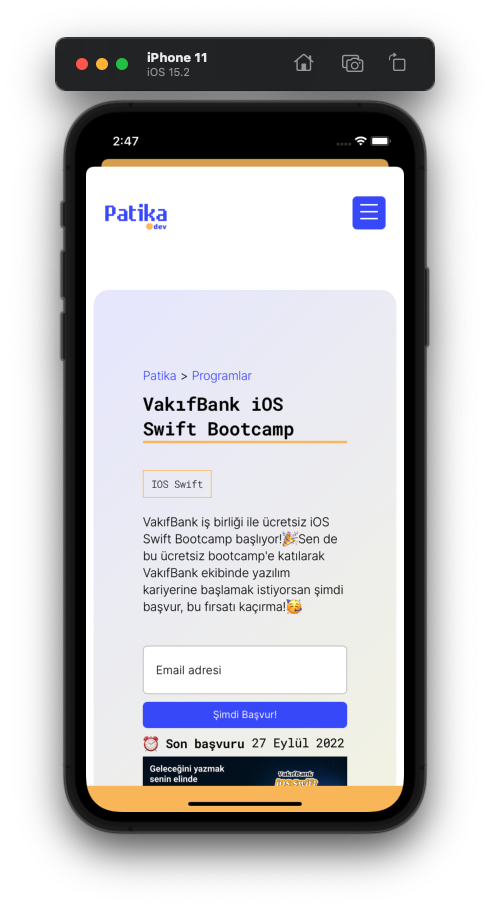 iPhone 11
iOS 15.2
2:47
Patika
dev
Patika > Programlar
VakıfBank iOS
Swift Bootcamp
IOS Swift
VakıfBank iş birliği ile ücretsiz iOS
Swift Bootcamp başlıyor!🎉Sen de
bu ücretsiz bootcamp'e katılarak
VakıfBank ekibinde yazılım
kariyerine başlamak istiyorsan şimdi
başvur, bu fırsatı kaçırma!🥳
Email adresi
Şimdi Başvur!
⏰ Son başvuru 27 Eylül 2022
Geleceğini yazmak
senin elinde
VakıfBank
iOS Swift